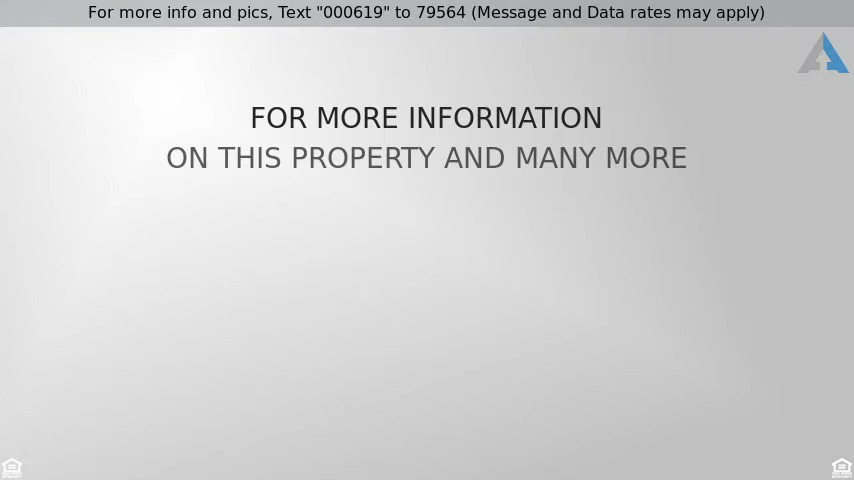 For more info and pics, Text "000619" to 79564 (Message and Data rates may apply)
FOR MORE INFORMATION
ON THIS PROPERTY AND MANY MORE